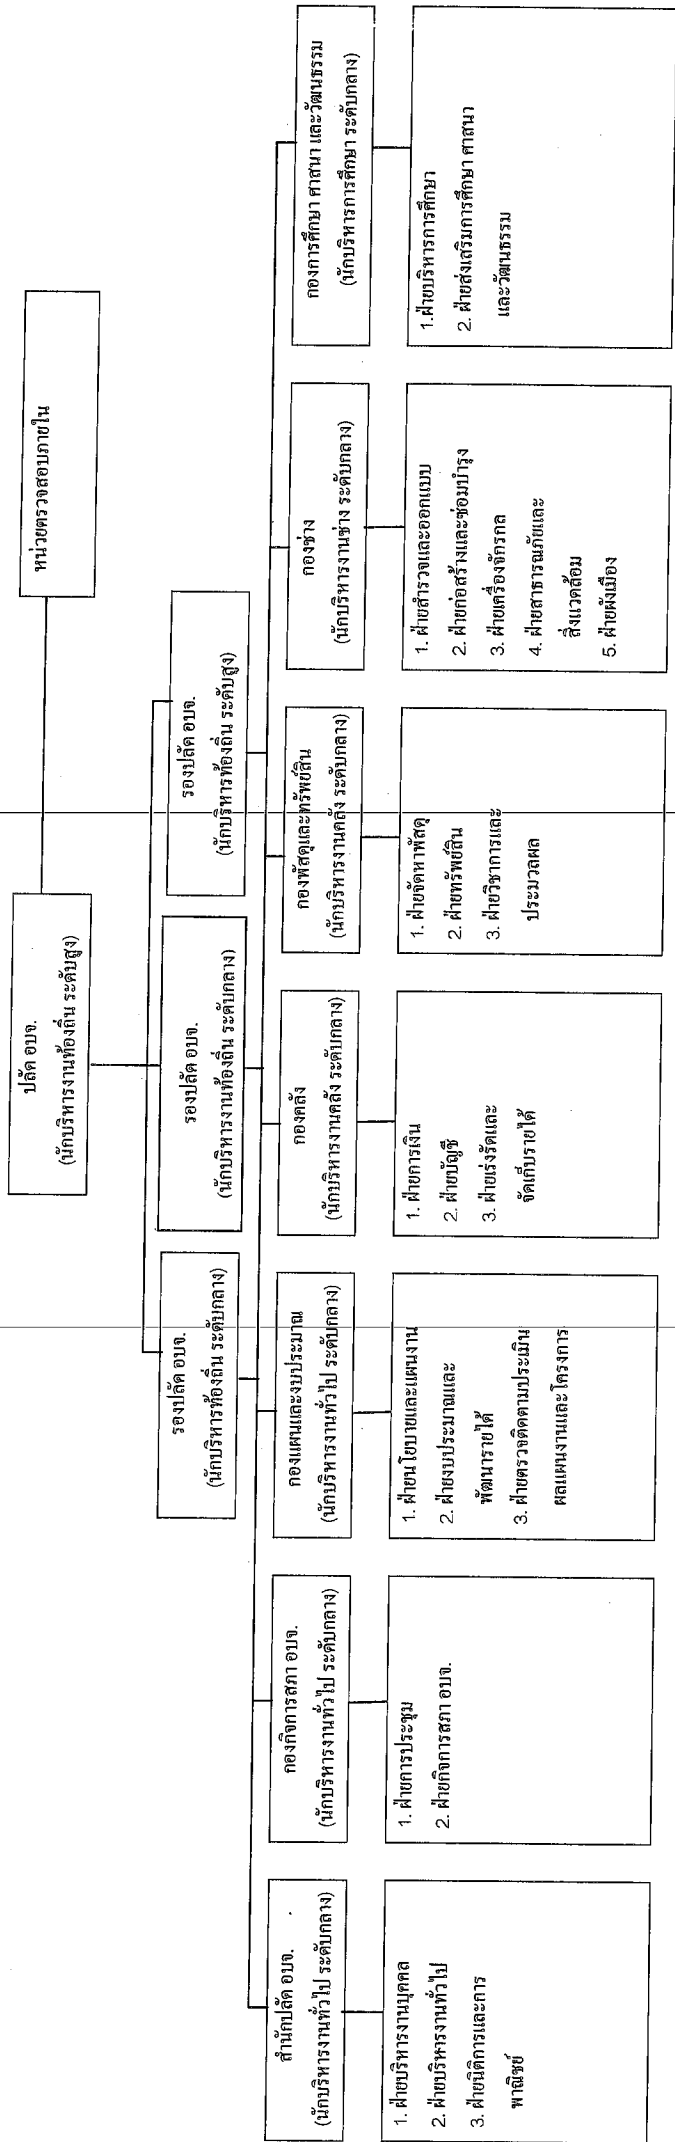 ปลัด อบจ.
(นักบริหารงานท้องถิ่น ระดับสูง)
หน่วยตรวจสอบภายใน
รองปลัด อบจ.
(นักบริหารท้องถิ่น ระดับกลาง)
รองปลัด อบจ.
(นักบริหารงานท้องถิ่น ระดับกลาง)
รองปลัด อบจ.
(นักบริหารท้องถิ่น ระดับสูง)
สำนักปลัด อบจ.
(นักบริหารงานทั่วไป ระดับกลาง)
กองกิจการสภา อบจ.
(นักบริหารงานทั่วไป ระดับกลาง)
กองแผนและงบประมาณ
(นักบริหารงานทั่วไป ระดับกลาง)
กองคลัง
(นักบริหารงานคลัง ระดับกลาง)
กองพัสดุและทรัพย์สิน
(นักบริหารงานคลัง ระดับกลาง)
กองช่าง
(นักบริหารงานช่าง ระดับกลาง)
กองการศึกษา ศาสนา และวัฒนธรรม
(นักบริหารการศึกษา ระดับกลาง)
1. ฝ่ายบริหารงานบุคคล
2. ฝ่ายบริหารงานทั่วไป
3. ฝ่ายนิติการและการ
พาณิชย์
1. ฝ่ายการประชุม
2. ฝ่ายกิจการสภา อบจ.
1. ฝ่ายนโยบายและแผนงาน
2. ฝ่ายงบประมาณและ
พัฒนารายได้
3. ฝ่ายตรวจติดตามประเมิน
ผลแผนงานและโครงการ
1. ฝ่ายการเงิน
2. ฝ่ายบัญชี
3. ฝ่ายเร่งรัดและ
จัดเก็บรายได้
1. ฝ่ายจัดหาพัสดุ
2. ฝ่ายทรัพย์สิน
3. ฝ่ายวิชาการและ
ประมวลผล
1. ฝ่ายสำรวจและออกแบบ
2. ฝ่ายก่อสร้างและซ่อมบำรุง
3. ฝ่ายเครื่องจักรกล
4. ฝ่ายสาธารณภัยและ
สิ่งแวดล้อม
5. ฝ่ายผังเมือง
1.ฝ่ายบริหารการศึกษา
2. ฝ่ายส่งเสริมการศึกษา ศาสนา
และวัฒนธรรม